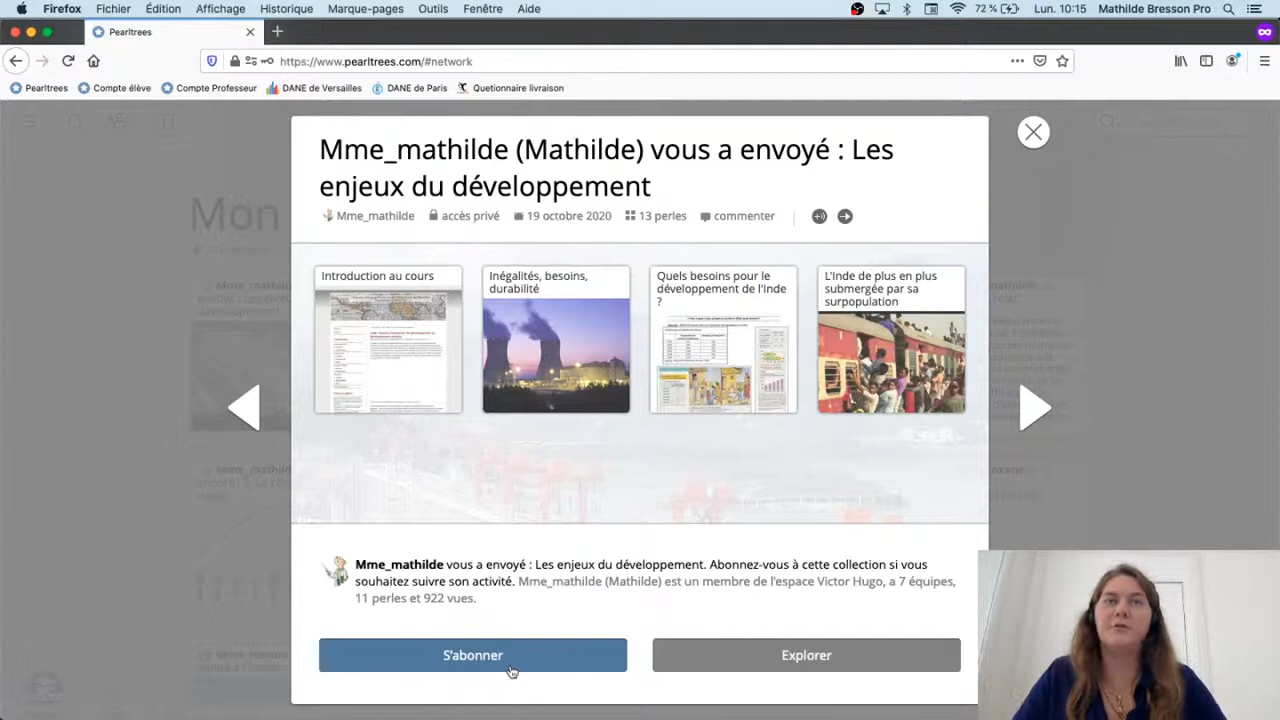 Firefox Fichier Édition Affichage Historique Marque-pages Outils Fenêtre Aide 72 % Lun. 10:15 Mathilde Bresson Pro
Pearltrees
https://www.pearltrees.com/#network
Pearltrees Compte élève Compte Professeur DANE de Versailles DANE de Paris Quetionnaire livraison
Mon
Mme_mathilde (Mathilde) vous a envoyé : Les
enjeux du développement
Mme_mathilde accès privé 19 octobre 2020 13 perles commenter
Introduction au cours
Inégalités, besoins,
durabilité
Quels besoins pour le
développement de l'Inde
?
L'Inde de plus en plus
submergée par sa
surpopulation
Mme_mathilde vous a envoyé : Les enjeux du développement. Abonnez-vous à cette collection si vous
souhaitez suivre son activité. Mme_mathilde (Mathilde) est un membre de l'espace Victor Hugo, a 7 équipes,
11 perles et 922 vues.
S'abonner
Explorer